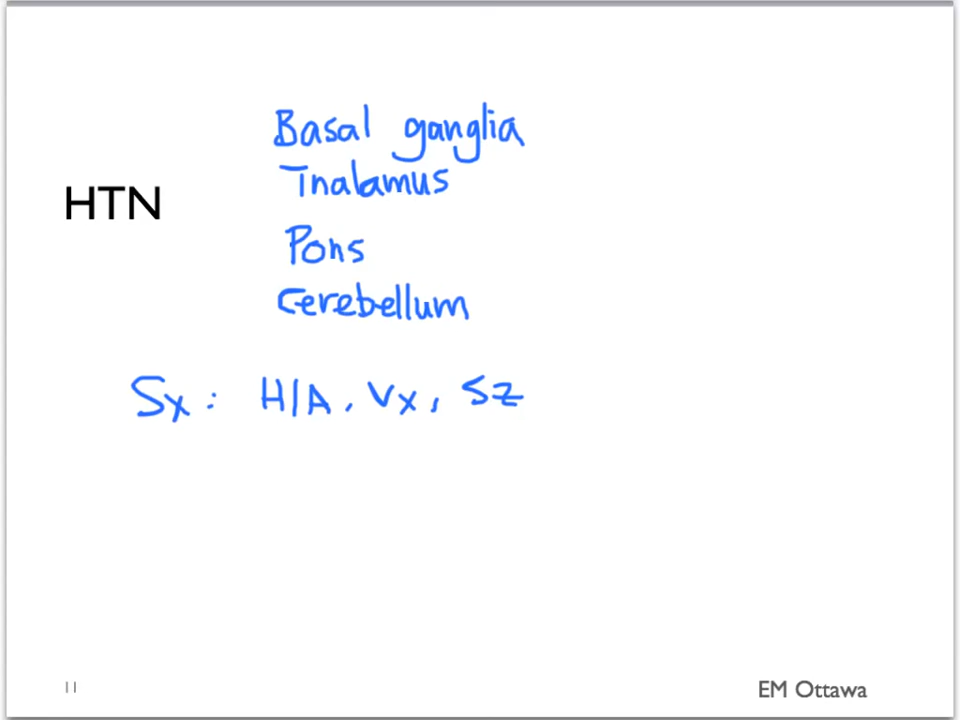 Basal ganglia
Thalamus
HTN
Pons
Cerebellum
Sx: H/A, Vx, Sz
11
EM Ottawa